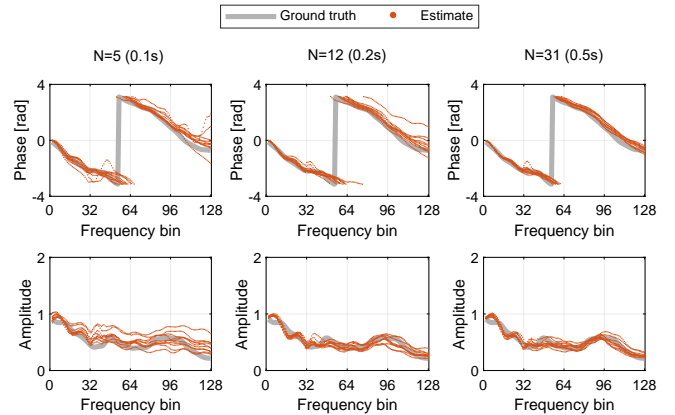 Ground truth
Estimate
N=5 (0.1s)
N=12 (0.2s)
N=31 (0.5s)
Phase [rad]
4
0
-4
0 32 64 96 128
Frequency bin
Phase [rad]
4
0
-4
0 32 64 96 128
Frequency bin
Phase [rad]
4
0
-4
0 32 64 96 128
Frequency bin
Amplitude
2
1
0
0 32 64 96 128
Frequency bin
Amplitude
2
1
0
0 32 64 96 128
Frequency bin
Amplitude
2
1
0
0 32 64 96 128
Frequency bin